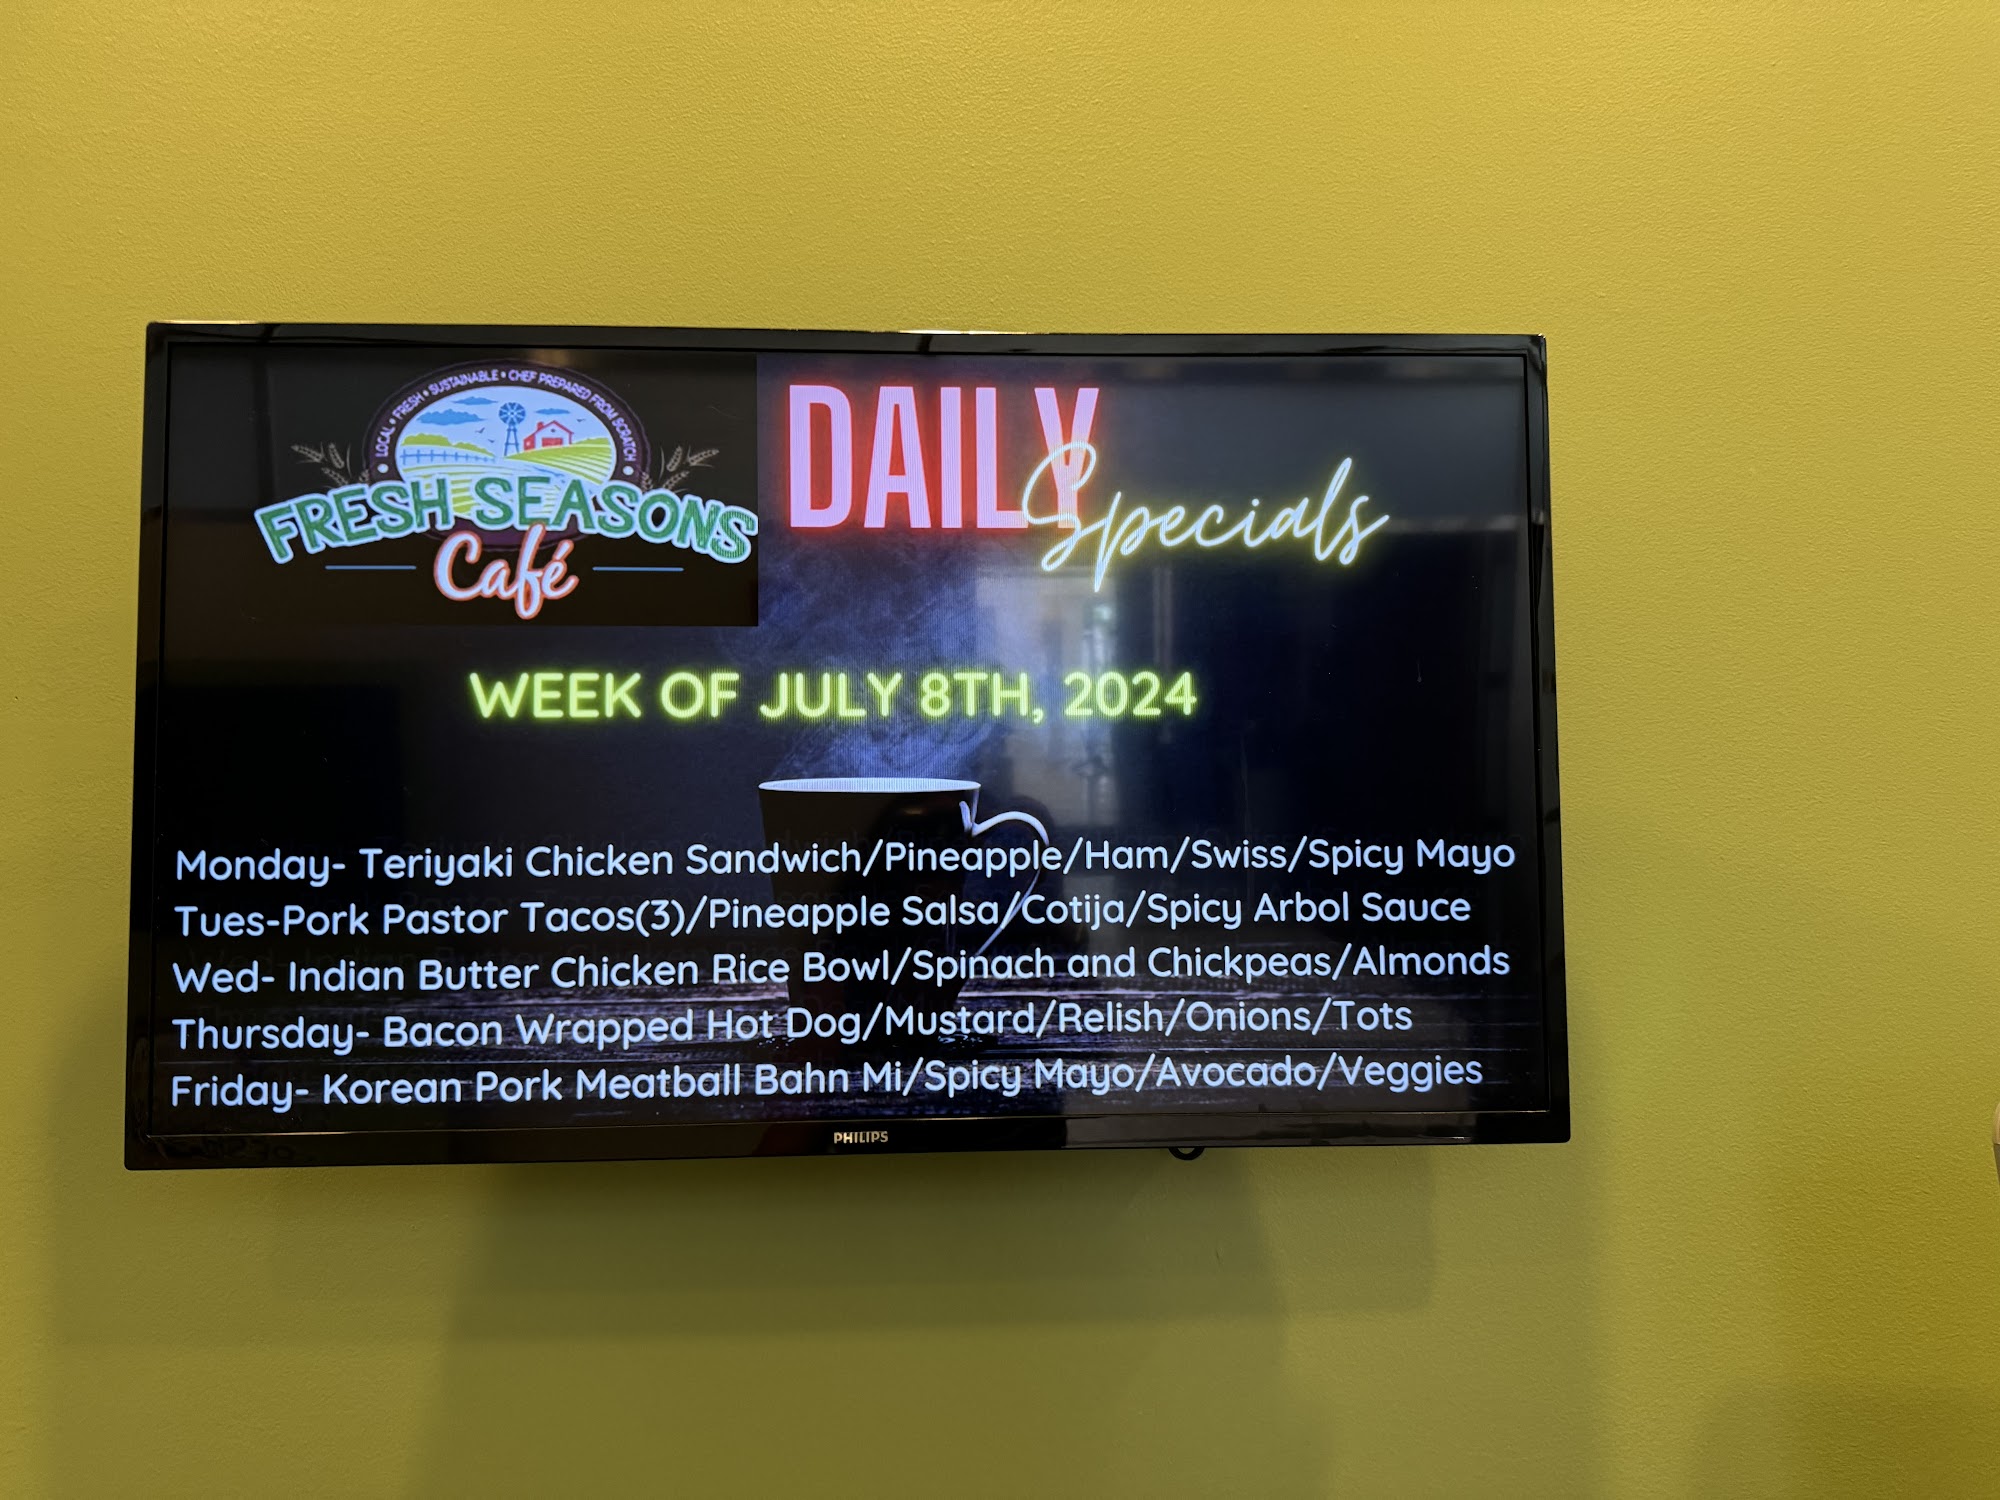 LOCAL • FRESH • SUSTAINABLE • CHEF PREPARED FROM SCRATCH
FRESH SEASONS
Café
DAILY
Specials
WEEK OF JULY 8TH, 2024
Monday- Teriyaki Chicken Sandwich/Pineapple/Ham/Swiss/Spicy Mayo
Tues-Pork Pastor Tacos(3)/Pineapple Salsa/Cotija/Spicy Arbol Sauce
Wed- Indian Butter Chicken Rice Bowl/Spinach and Chickpeas/Almonds
Thursday- Bacon Wrapped Hot Dog/Mustard/Relish/Onions/Tots
Friday- Korean Pork Meatball Bahn Mi/Spicy Mayo/Avocado/Veggies
PHILIPS